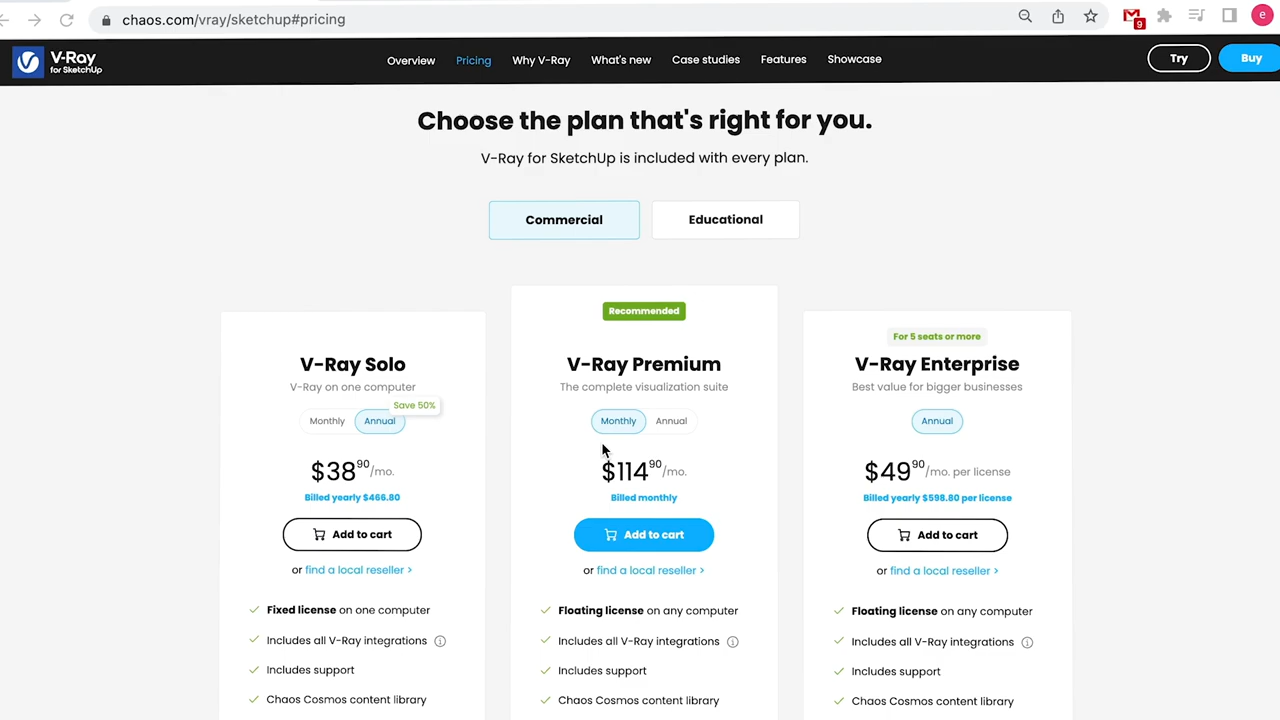 chaos.com/vray/sketchup#pricing
9
e
V-Ray
for SketchUp
Overview
Pricing
Why V-Ray
What's new
Case studies
Features
Showcase
Try
Buy
Choose the plan that's right for you.
V-Ray for SketchUp is included with every plan.
Commercial
Educational
V-Ray Solo
V-Ray on one computer
Save 50%
Monthly
Annual
$38⁹⁰/mo.
Billed yearly $466.80
Add to cart
or find a local reseller >
Fixed license on one computer
Includes all V-Ray integrations
Includes support
Chaos Cosmos content library
Recommended
V-Ray Premium
The complete visualization suite
Monthly
Annual
$114⁹⁰/mo.
Billed monthly
Add to cart
or find a local reseller >
Floating license on any computer
Includes all V-Ray integrations
Includes support
Chaos Cosmos content library
For 5 seats or more
V-Ray Enterprise
Best value for bigger businesses
Annual
$49⁹⁰/mo. per license
Billed yearly $598.80 per license
Add to cart
or find a local reseller >
Floating license on any computer
Includes all V-Ray integrations
Includes support
Chaos Cosmos content library